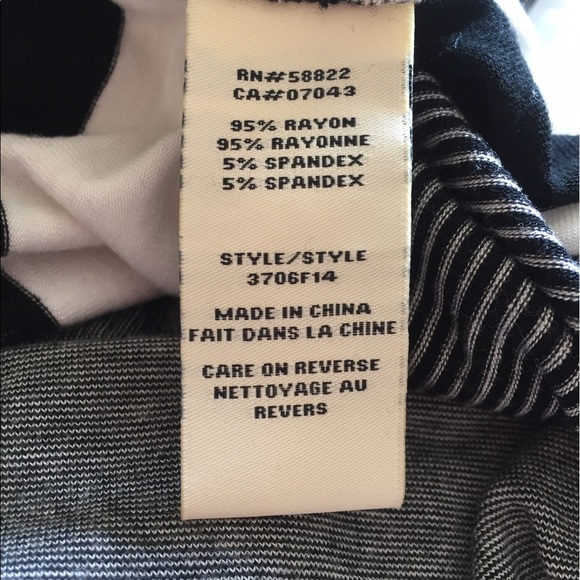 RN#58822
CA#07043
95% RAYON
95% RAYONNE
5% SPANDEX
5% SPANDEX
STYLE/STYLE
3706F14
MADE IN CHINA
FAIT DANS LA CHINE
CARE ON REVERSE
NETTOYAGE AU
REVERS